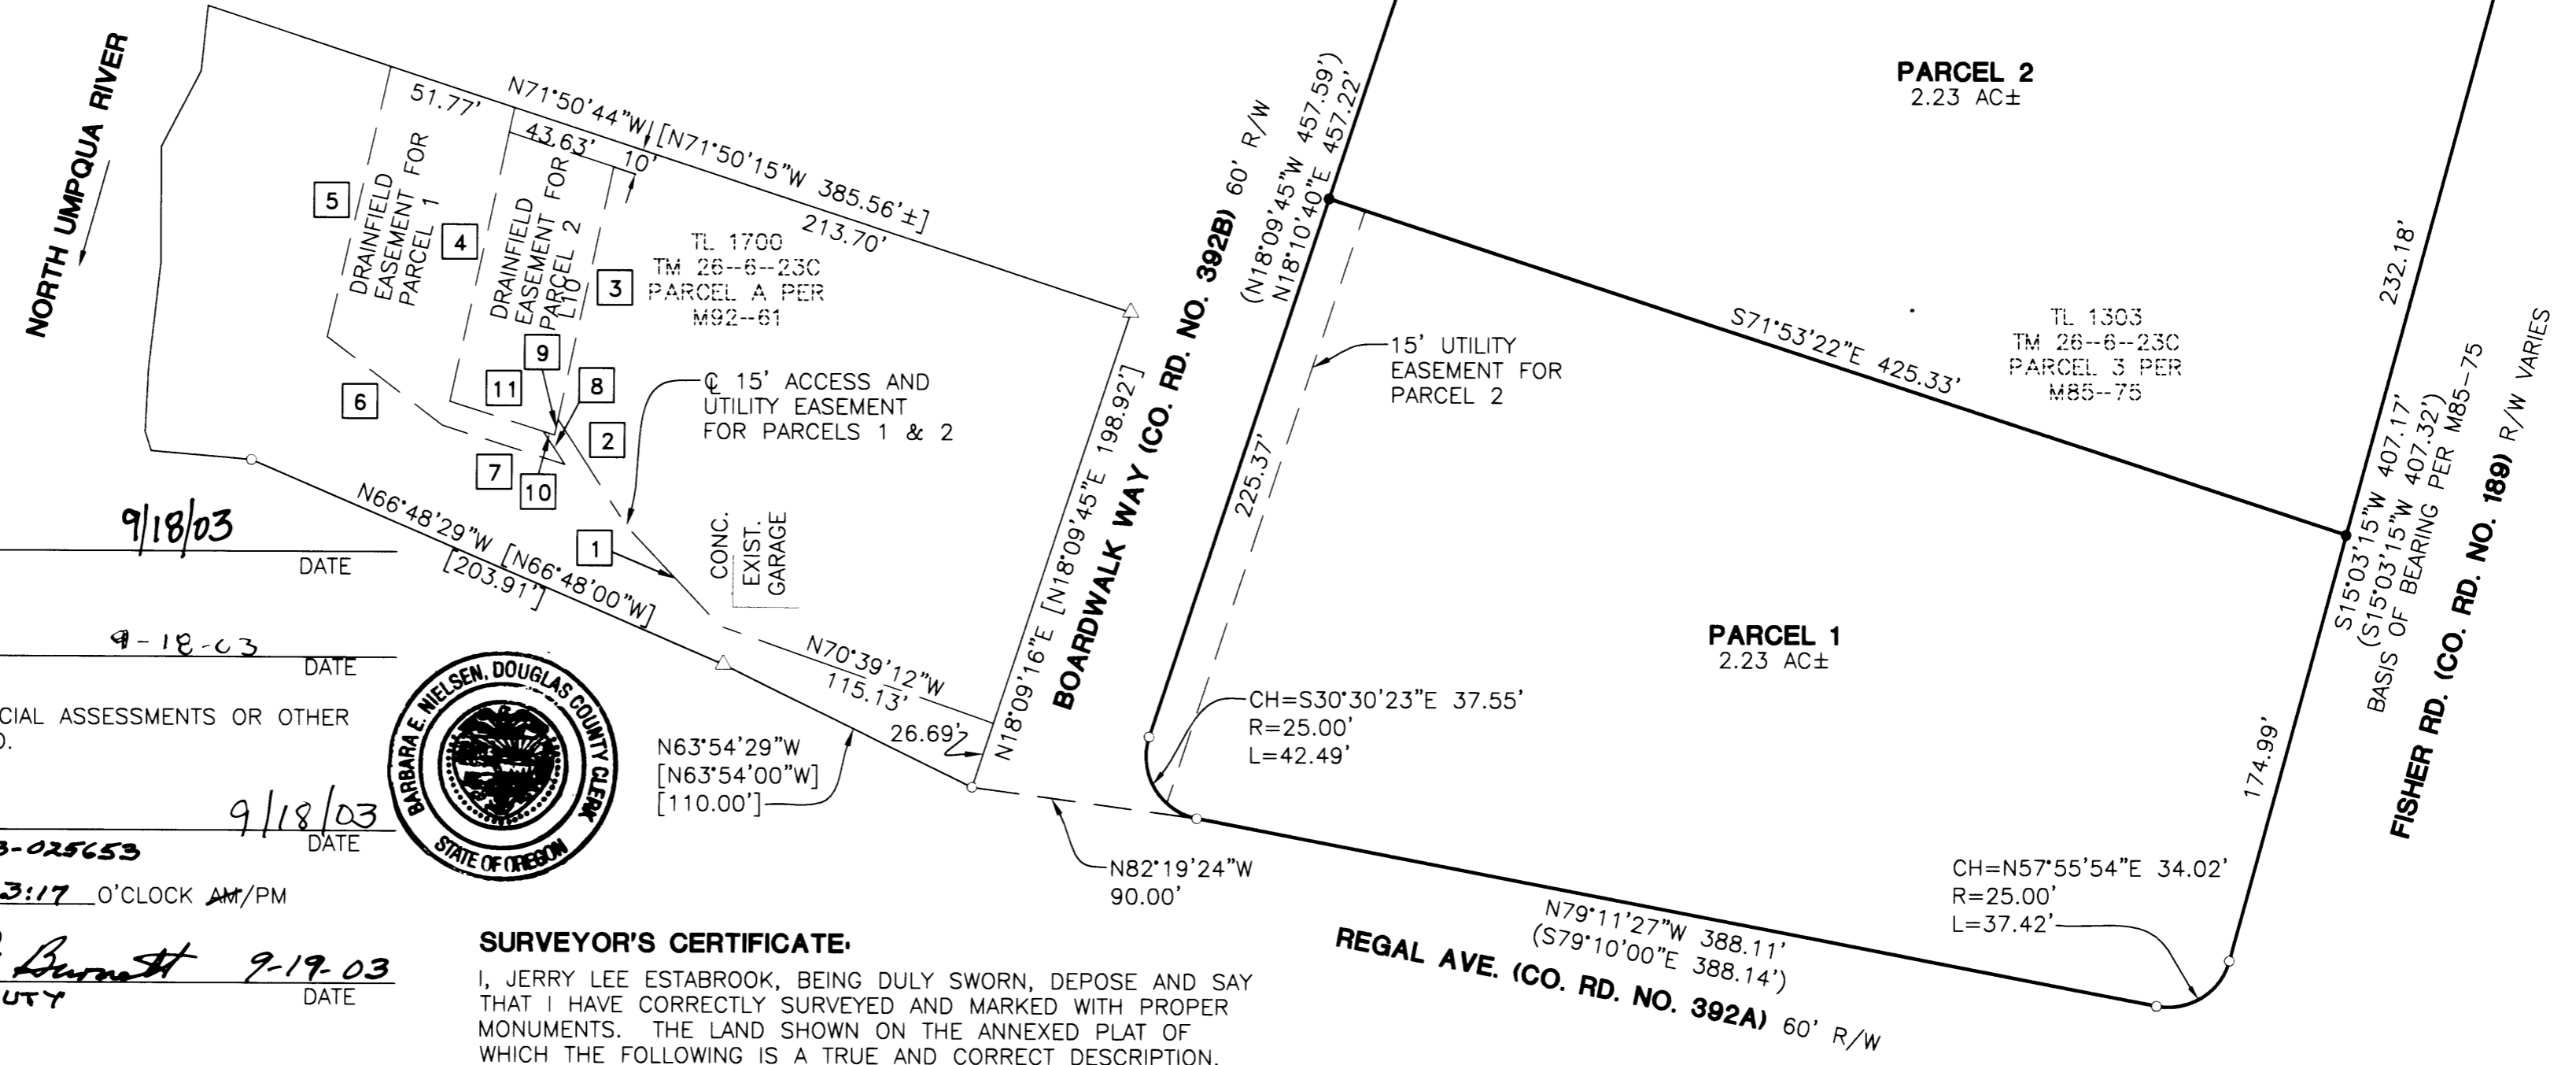 NORTH UMPQUA RIVER
51.77'
N71°50'44"W [N71°50'15"W 385.56'±]
213.70'
43.63'
10'
DRAINFIELD
EASEMENT FOR
PARCEL 1
DRAINFIELD
EASEMENT FOR
PARCEL 2
10'
5
4
3
TL 1700
TM 26--6--23C
PARCEL A PER
M92--61
9
11
8
6
2
7
10
1
℄ 15' ACCESS AND
UTILITY EASEMENT
FOR PARCELS 1 & 2
CONC.
EXIST.
GARAGE
N66°48'29"W [N66°48'00"W]
[203.91']
N70°39'12"W
115.13'
26.69'
N63°54'29"W
[N63°54'00"W]
[110.00']
N18°09'16"E [N18°09'45"E 198.92']
BOARDWALK WAY (CO. RD. NO. 392B) 60' R/W
(N18°09'45"W 457.59')
N18°10'40"E 457.22'
225.37'
15' UTILITY
EASEMENT FOR
PARCEL 2
PARCEL 2
2.23 AC±
S71°53'22"E 425.33'
TL 1303
TM 26--6--23C
PARCEL 3 PER
M85--75
232.18'
S15°03'15"W 407.17'
(S15°03'15"W 407.32')
BASIS OF BEARING PER M85-75
FISHER RD. (CO. RD. NO. 189) R/W VARIES
174.99'
PARCEL 1
2.23 AC±
CH=S30°30'23"E 37.55'
R=25.00'
L=42.49'
N82°19'24"W
90.00'
CH=N57°55'54"E 34.02'
R=25.00'
L=37.42'
N79°11'27"W 388.11'
(S79°10'00"E 388.14')
REGAL AVE. (CO. RD. NO. 392A) 60' R/W
9/18/03
DATE
9-18-03
DATE
CIAL ASSESSMENTS OR OTHER
D.
9/18/03
DATE
3-025653
3:17 O'CLOCK AM/PM
Burnett 9-19-03
UTY DATE
BARBARA E. NIELSEN, DOUGLAS COUNTY CLERK
STATE OF OREGON
SURVEYOR'S CERTIFICATE:
I, JERRY LEE ESTABROOK, BEING DULY SWORN, DEPOSE AND SAY
THAT I HAVE CORRECTLY SURVEYED AND MARKED WITH PROPER
MONUMENTS. THE LAND SHOWN ON THE ANNEXED PLAT OF
WHICH THE FOLLOWING IS A TRUE AND CORRECT DESCRIPTION.